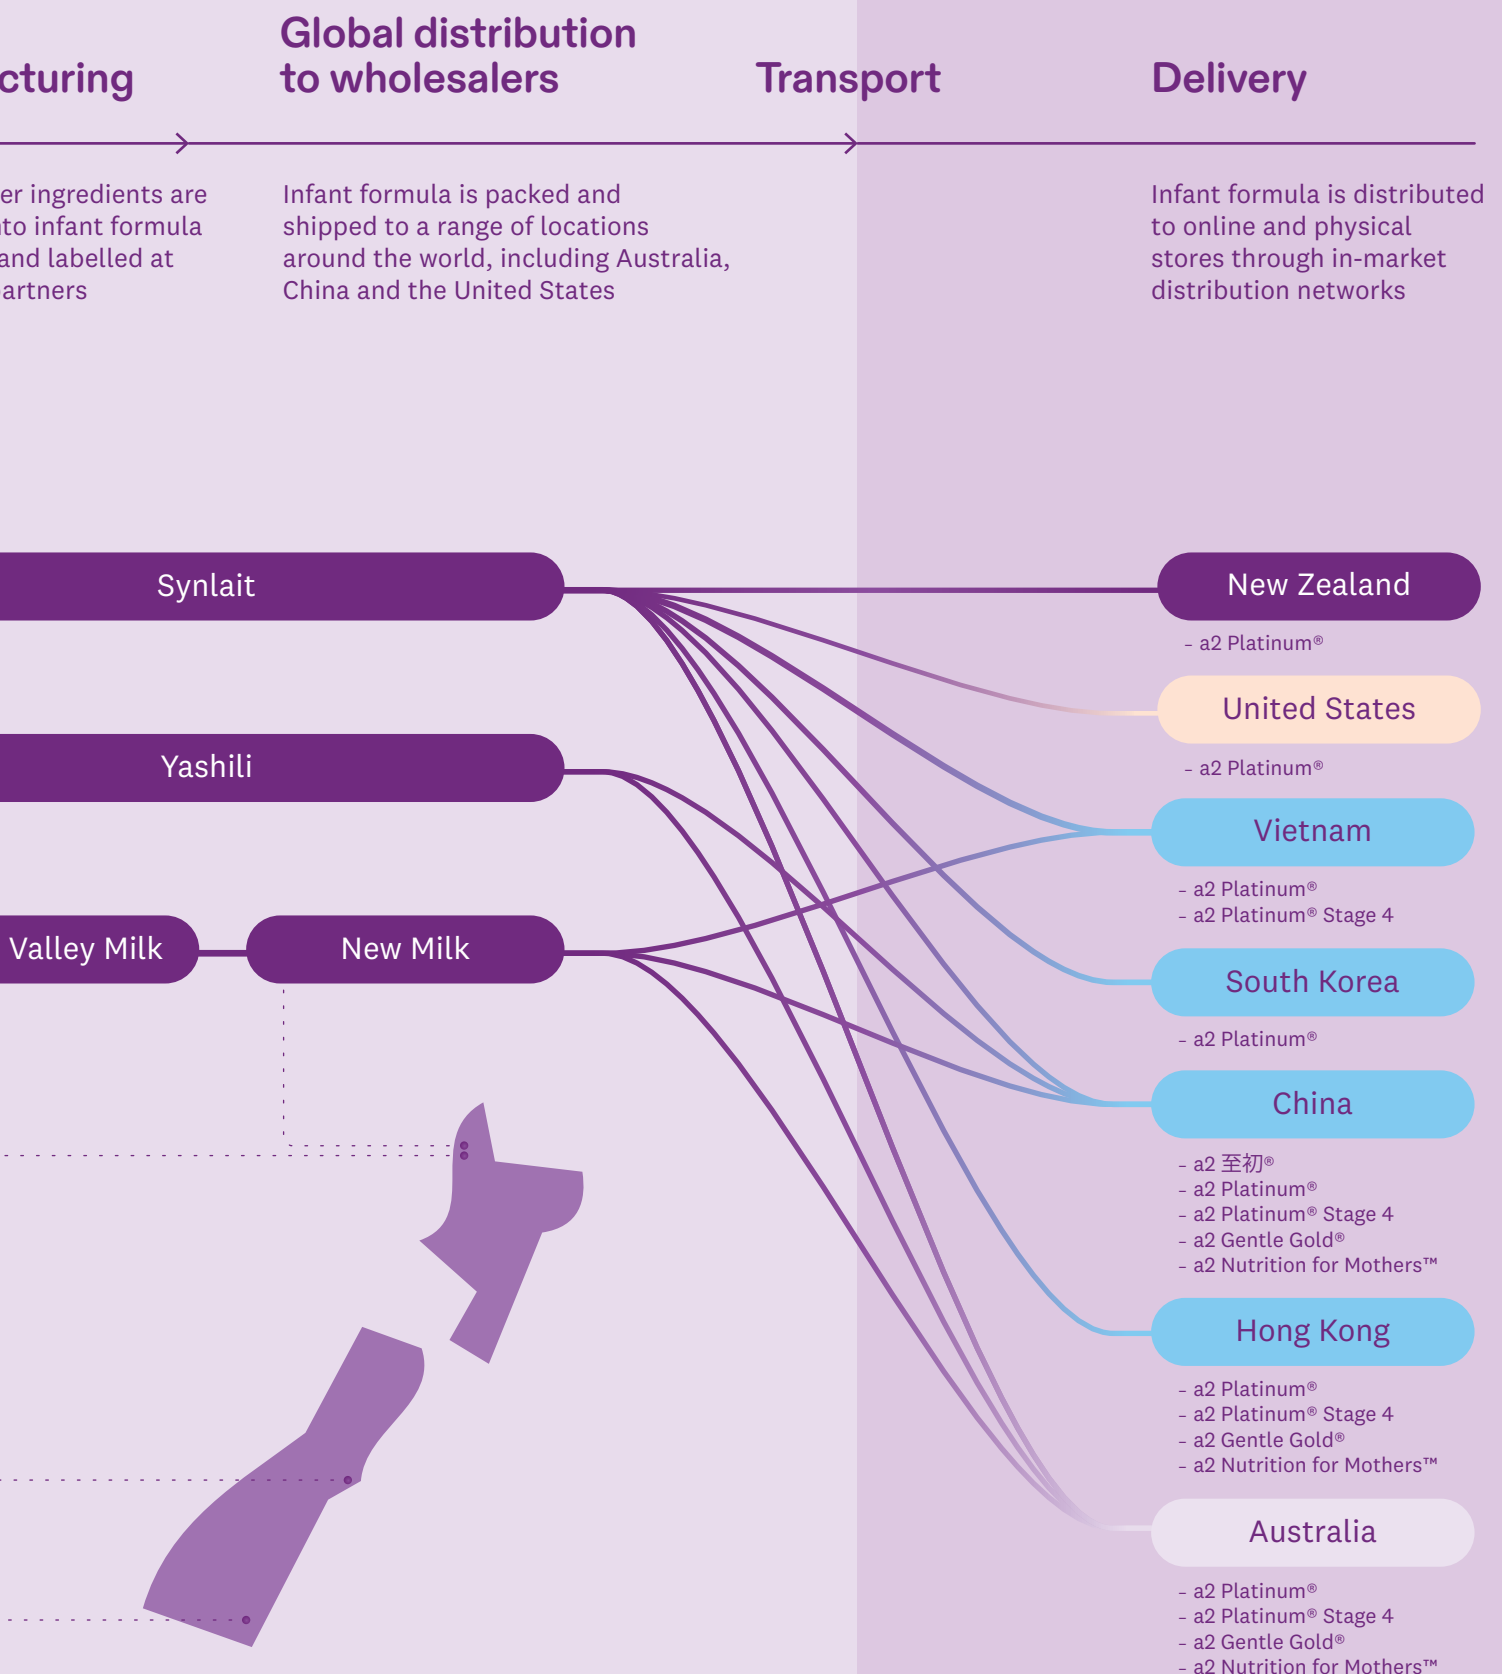 cturing
Global distribution
to wholesalers
Transport
Delivery
er ingredients are
nto infant formula
and labelled at
artners
Infant formula is packed and
shipped to a range of locations
around the world, including Australia,
China and the United States
Infant formula is distributed
to online and physical
stores through in-market
distribution networks
Synlait
Yashili
Valley Milk
New Milk
New Zealand
- a2 Platinum®
United States
- a2 Platinum®
Vietnam
- a2 Platinum®
- a2 Platinum® Stage 4
South Korea
- a2 Platinum®
China
- a2 至初®
- a2 Platinum®
- a2 Platinum® Stage 4
- a2 Gentle Gold®
- a2 Nutrition for Mothers™
Hong Kong
- a2 Platinum®
- a2 Platinum® Stage 4
- a2 Gentle Gold®
- a2 Nutrition for Mothers™
Australia
- a2 Platinum®
- a2 Platinum® Stage 4
- a2 Gentle Gold®
- a2 Nutrition for Mothers™